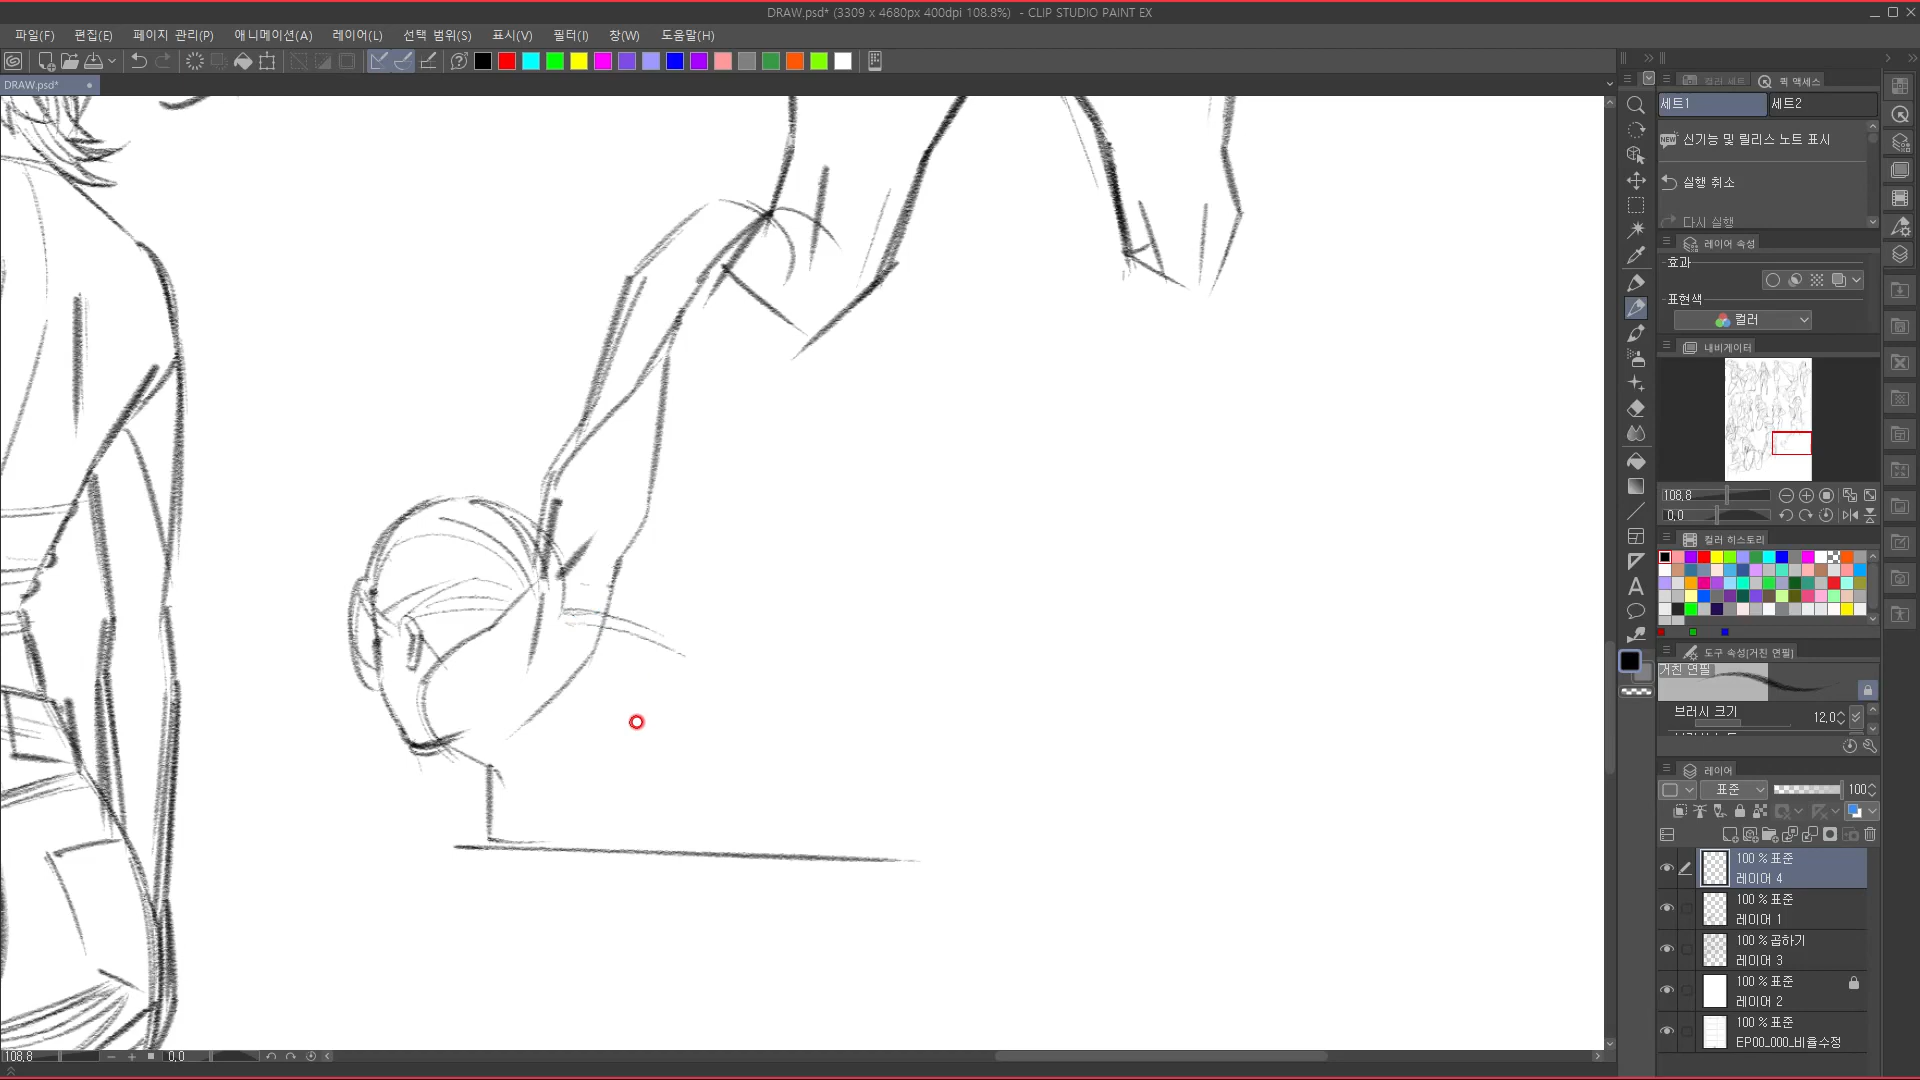 DRAW.psd* (3309 x 4680px 400dpi 108.8%) - CLIP STUDIO PAINT EX
파일(F) 편집(E) 페이지 관리(P) 애니메이션(A) 레이어(L) 선택 범위(S) 표시(V) 필터(I) 창(W) 도움말(H)
DRAW.psd*
컬러 세트 퀵 액세스
세트1 세트2
신기능 및 릴리스 노트 표시
실행 취소
다시 실행
레이어 속성
효과
표현색
컬러
내비게이터
108.8
0.0
컬러 히스토리
도구 속성(거친 연필)
거친 연필
브러시 크기 12.0
레이어
표준 100
100 % 표준
레이어 4
100 % 표준
레이어 1
100 % 곱하기
레이어 3
100 % 표준
레이어 2
100 % 표준
EP00_000_비율수정
108.8 0.0